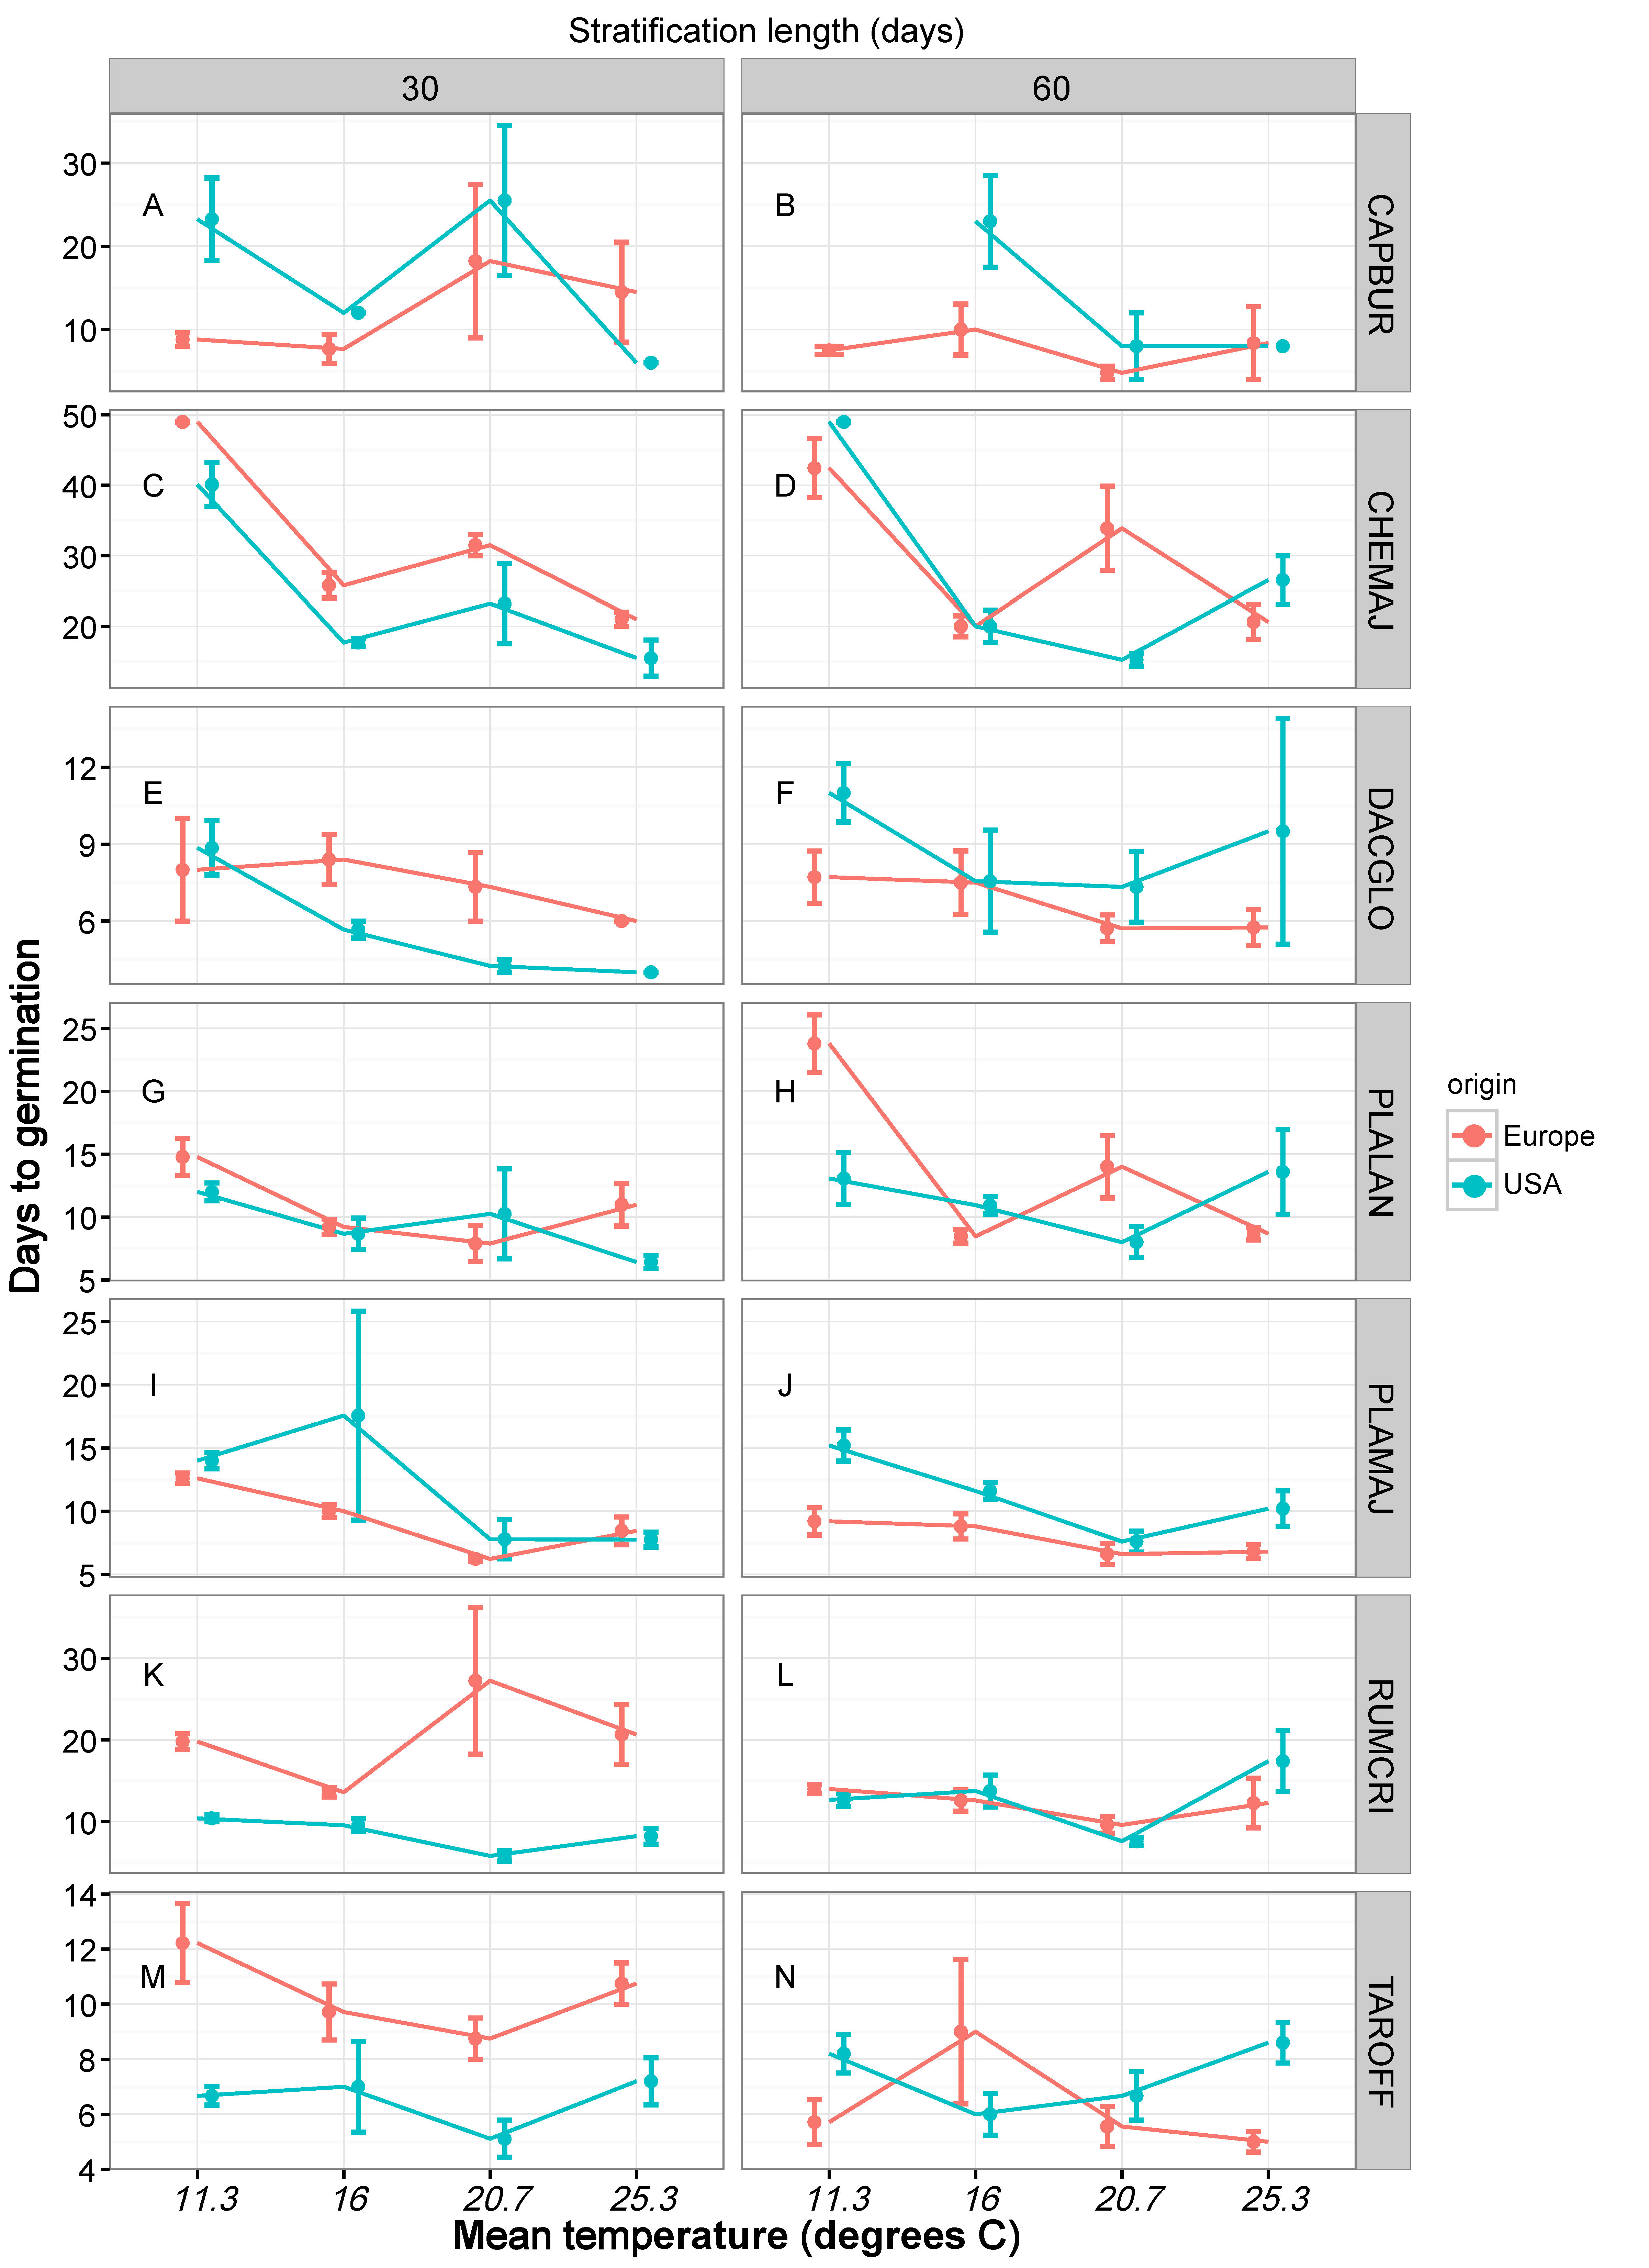 Stratification length (days)
30 60
30
20
10
A
B
CAPBUR
50
40
30
20
C
D
CHEMAJ
12
9
6
E
F
DACGLO
25
20
15
10
5
G
H
PLALAN
25
20
15
10
5
I
J
PLAMAJ
30
20
10
K
L
RUMCRI
14
12
10
8
6
4
M
N
TAROFF
11.3 16 20.7 25.3 11.3 16 20.7 25.3
Mean temperature (degrees C)
Days to germination
origin
Europe
USA